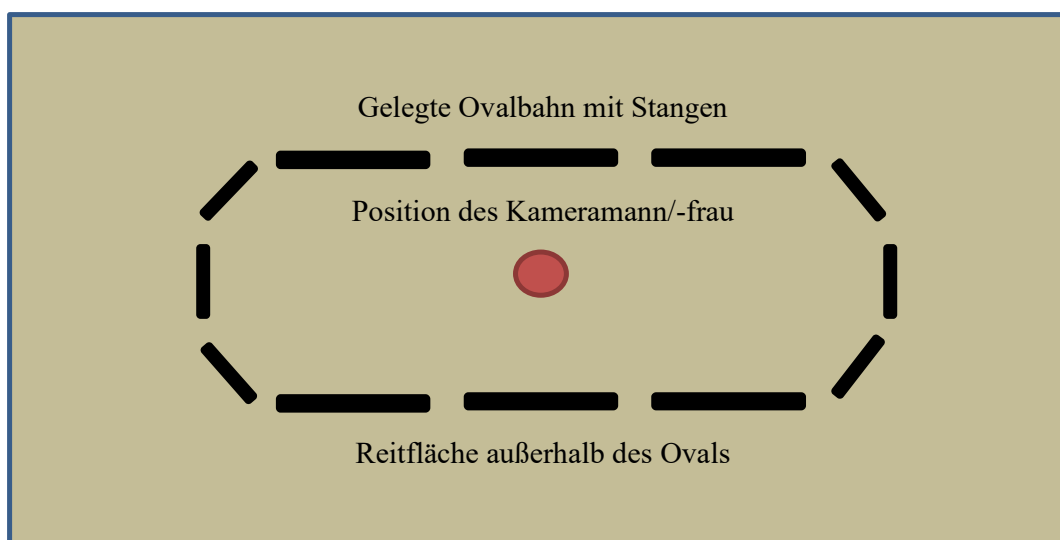 Gelegte Ovalbahn mit Stangen
Position des Kameramann/-frau
Reitfläche außerhalb des Ovals